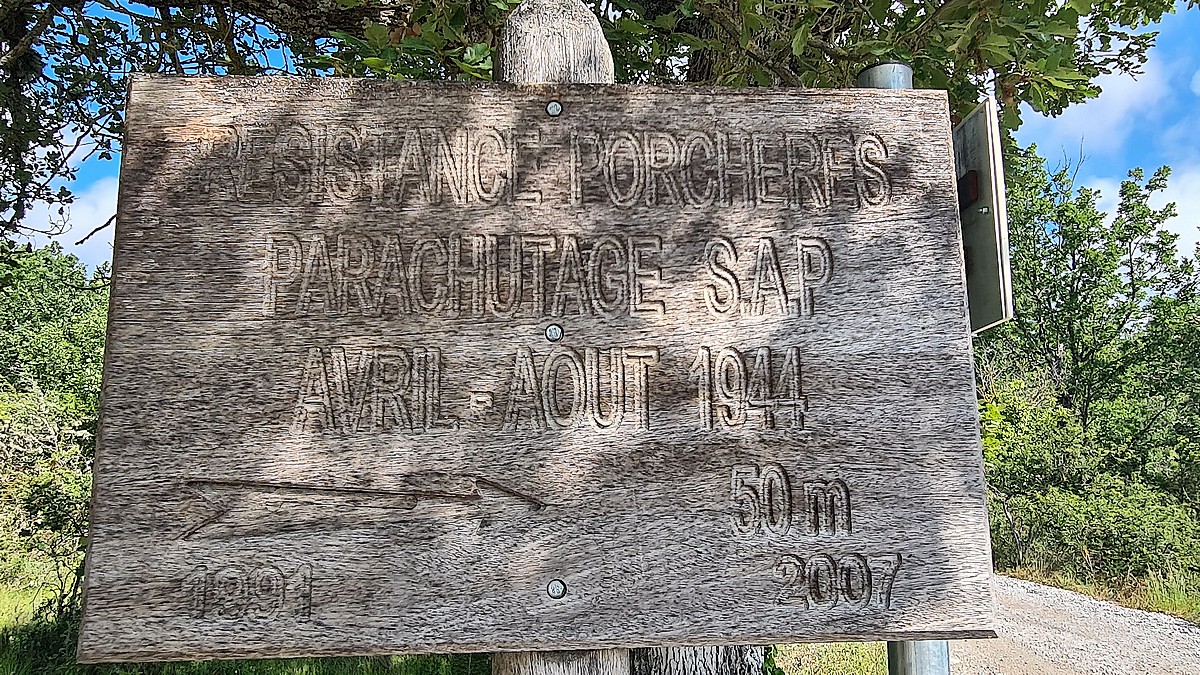 RESISTANCE PORCHERES
PARACHUTAGE S.A.P
AVRIL - AOUT 1944
50 m
1991 2007